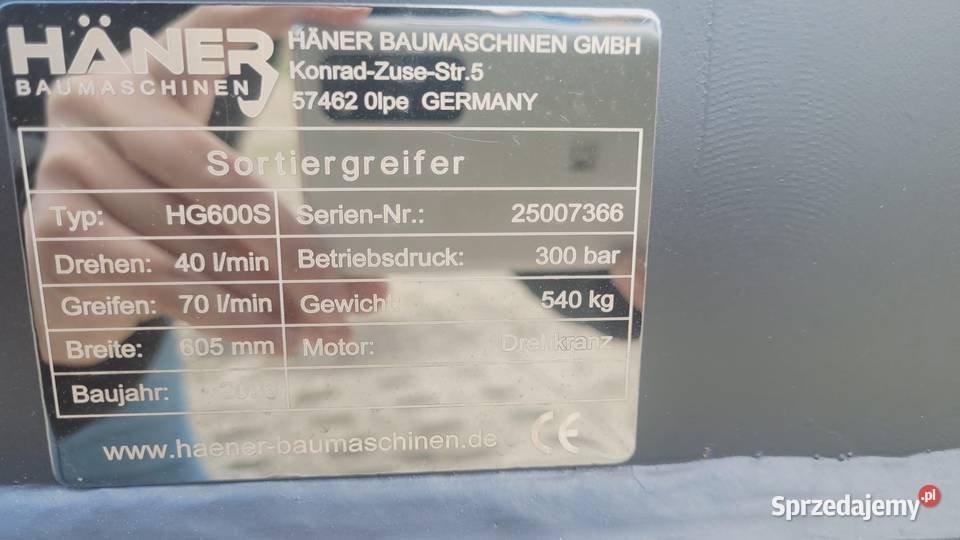 HÄNER
BAUMASCHINEN
HÄNER BAUMASCHINEN GMBH
Konrad-Zuse-Str.5
57462 Olpe GERMANY
Sortiergreifer
Typ: HG600S Serien-Nr.: 25007366
Drehen: 40 l/min Betriebsdruck: 300 bar
Greifen: 70 l/min Gewicht: 540 kg
Breite: 605 mm Motor: Drehkranz
Baujahr:
www.haener-baumaschinen.de CE
Sprzedajemy.pl